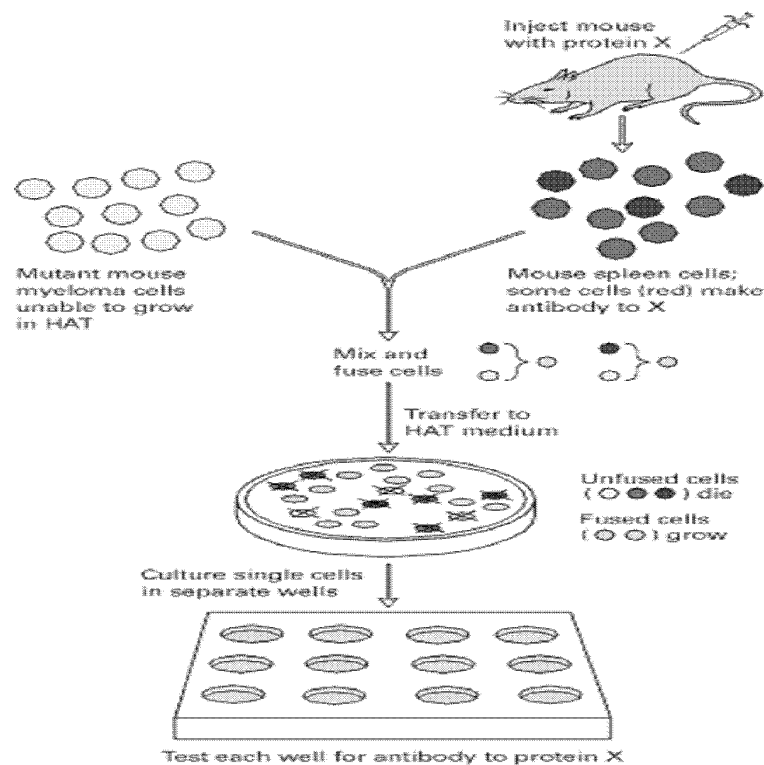 Inject mouse
with protein X
Mutant mouse
myeloma cells
unable to grow
in HAT
Mouse spleen cells;
some cells (red) make
antibody to X
Mix and
fuse cells
Transfer to
HAT medium
Unfused cells
( ) die
Fused cells
( ) grow
Culture single cells
in separate wells
Test each well for antibody to protein X